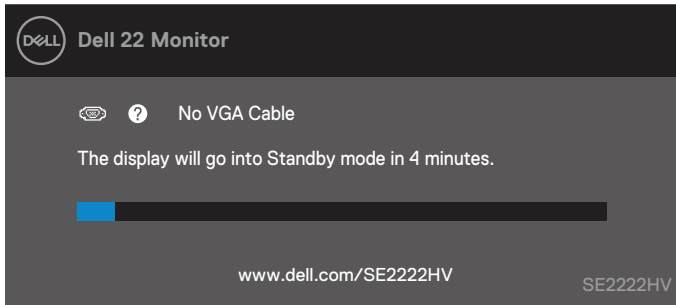 DELL Dell 22 Monitor
? No VGA Cable
The display will go into Standby mode in 4 minutes.
www.dell.com/SE2222HV
SE2222HV